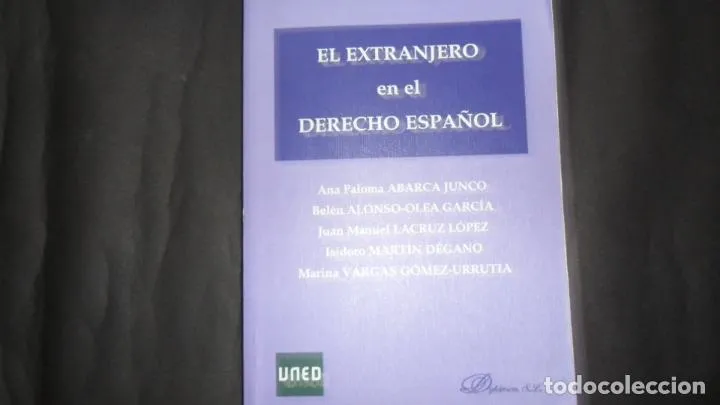 EL EXTRANJERO
en el
DERECHO ESPAÑOL
Ana Paloma ABARCA JUNCO
Belén ALONSO-OLEA GARCÍA
Juan Manuel LACRUZ LÓPEZ
Isidoro MARTÍN DÉGANO
Marina VARGAS GÓMEZ-URRUTIA
UNED
Dykinson, S.L.
todocoleccion